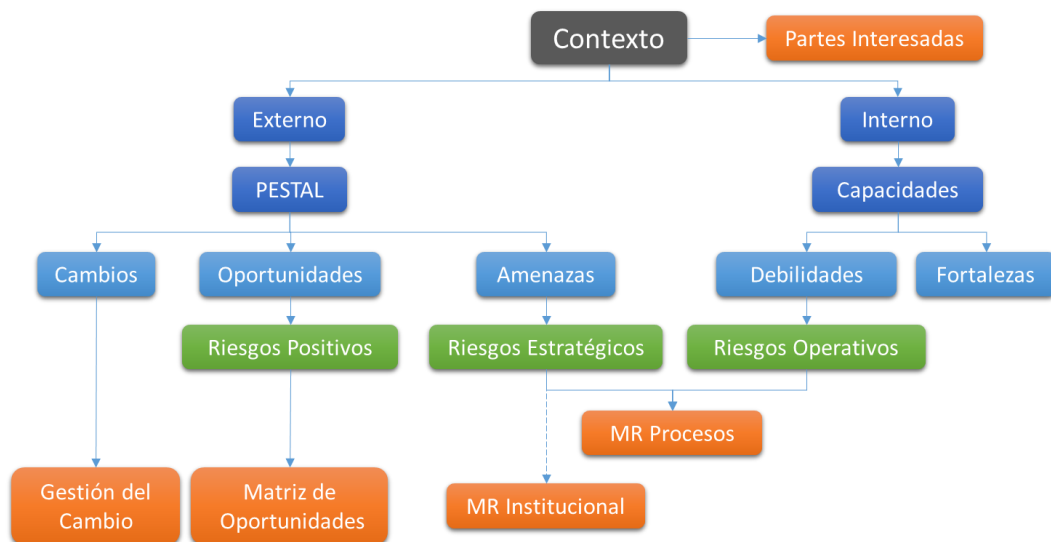 Contexto
Partes Interesadas
Externo
Interno
PESTAL
Capacidades
Cambios
Oportunidades
Amenazas
Debilidades
Fortalezas
Riesgos Positivos
Riesgos Estratégicos
Riesgos Operativos
MR Procesos
Gestión del
Cambio
Matriz de
Oportunidades
MR Institucional